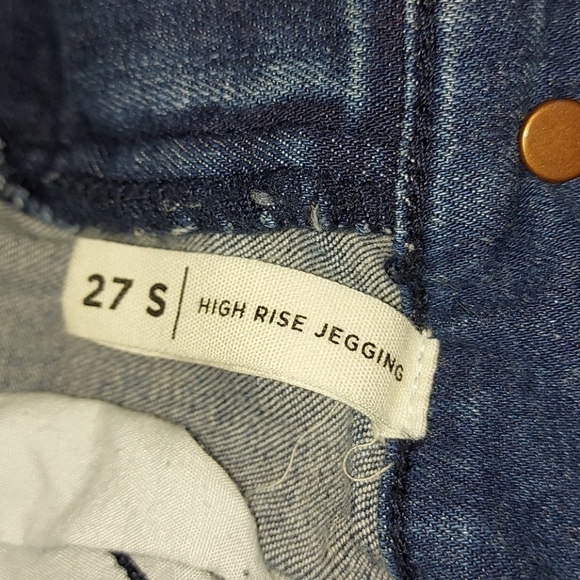 27 S | HIGH RISE JEGGING